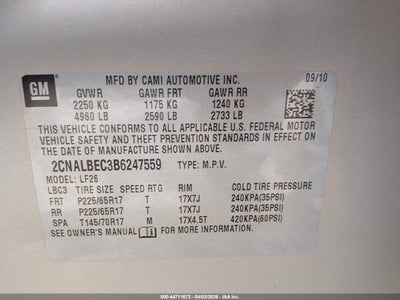 GM
MFD BY CAMI AUTOMOTIVE INC. 09/10
GVWR GAWR FRT GAWR RR
2250 KG 1175 KG 1240 KG
4960 LB 2590 LB 2733 LB
THIS VEHICLE CONFORMS TO ALL APPLICABLE U.S. FEDERAL MOTOR
VEHICLE SAFETY, BUMPER, AND THEFT PREVENTION STANDARDS IN EFFECT
ON THE DATE OF MANUFACTURE SHOWN ABOVE.
2CNALBEC3B6247559 TYPE: M.P.V.
MODEL: LF26
LBC3 TIRE SIZE SPEED RTG RIM COLD TIRE PRESSURE
FRT P225/65R17 T 17X7J 240KPA(35PSI)
RR P225/65R17 T 17X7J 240KPA(35PSI)
SPA T145/70R17 M 17X4.5T 420KPA(60PSI)
SEE OWNER'S MANUAL FOR MORE INFORMATION.
000-44711672 - 04/03/2026 - IAA Inc.